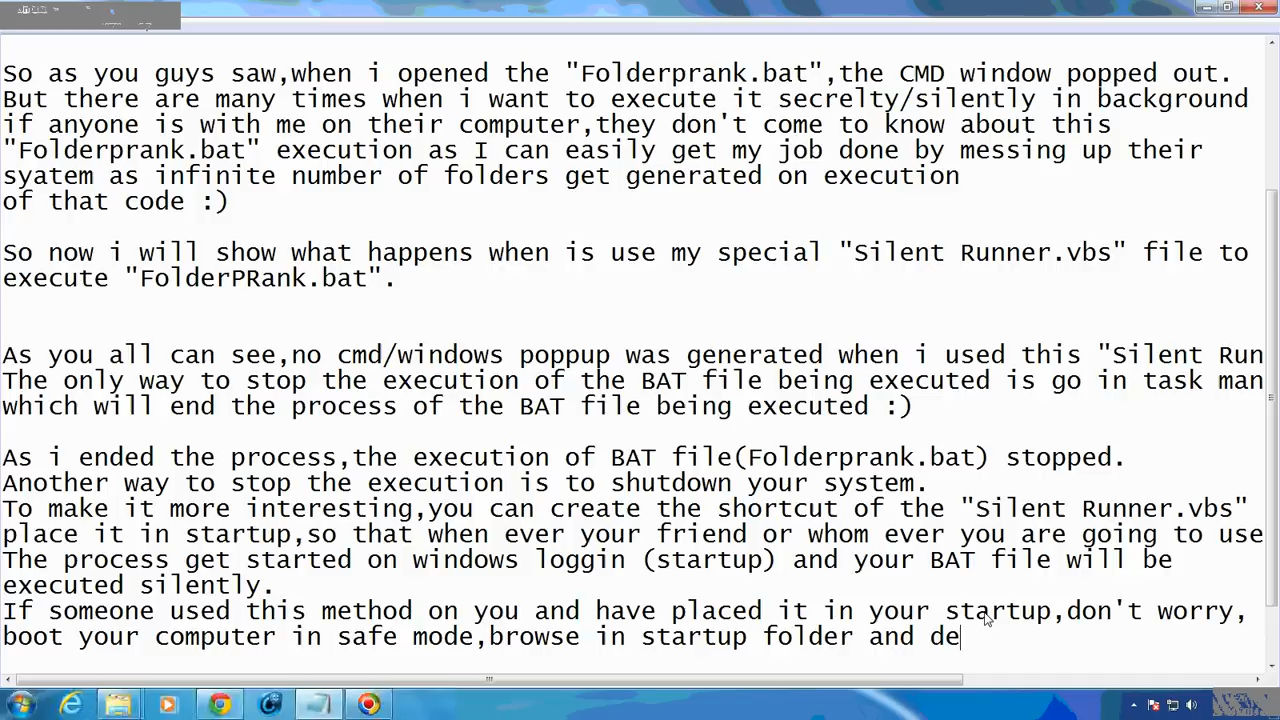 So as you guys saw,when i opened the "Folderprank.bat",the CMD window popped out.
But there are many times when i want to execute it secrelty/silently in background
if anyone is with me on their computer,they don't come to know about this
"Folderprank.bat" execution as I can easily get my job done by messing up their
syatem as infinite number of folders get generated on execution
of that code :)
So now i will show what happens when is use my special "Silent Runner.vbs" file to
execute "FolderPRank.bat".
As you all can see,no cmd/windows poppup was generated when i used this "Silent Run
The only way to stop the execution of the BAT file being executed is go in task man
which will end the process of the BAT file being executed :)
As i ended the process,the execution of BAT file(Folderprank.bat) stopped.
Another way to stop the execution is to shutdown your system.
To make it more interesting,you can create the shortcut of the "Silent Runner.vbs"
place it in startup,so that when ever your friend or whom ever you are going to use
The process get started on windows loggin (startup) and your BAT file will be
executed silently.
If someone used this method on you and have placed it in your startup,don't worry,
boot your computer in safe mode,browse in startup folder and de